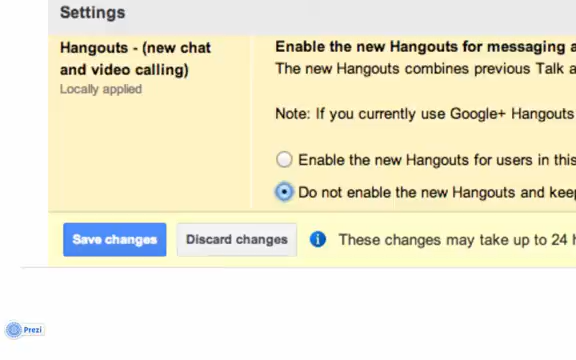 Settings
Hangouts - (new chat
and video calling)
Locally applied
Enable the new Hangouts for messaging a
The new Hangouts combines previous Talk a
Note: If you currently use Google+ Hangouts
Enable the new Hangouts for users in this
Do not enable the new Hangouts and keep
Save changes
Discard changes
These changes may take up to 24 h
Prezi